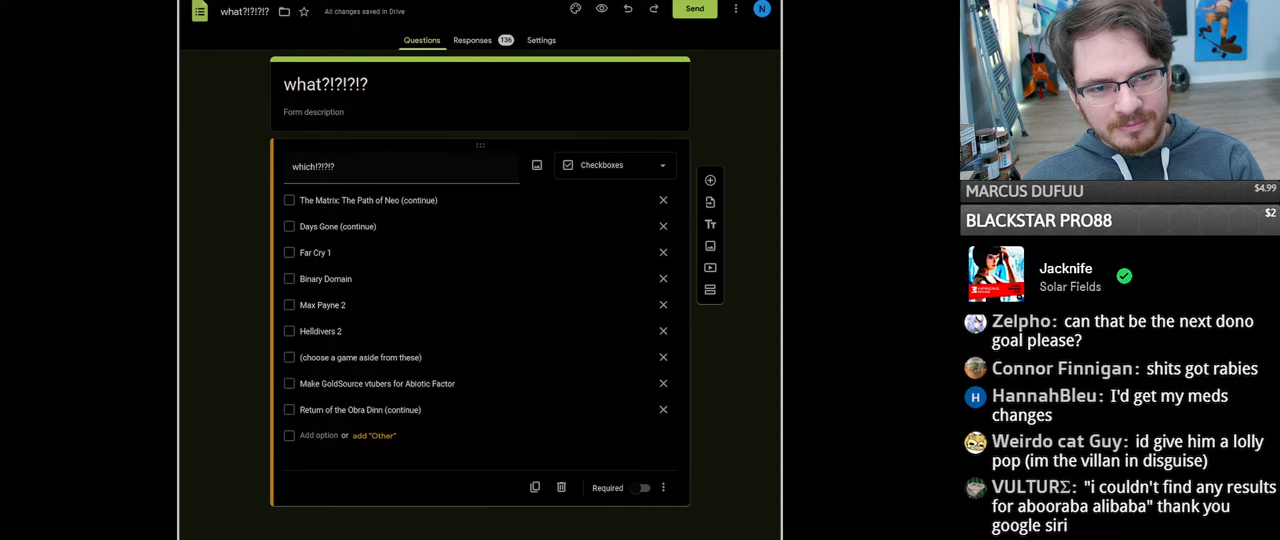 what?!?!?!?
All changes saved in Drive
Send
N
Questions
Responses 136
Settings
what?!?!?!?
Form description
which!?!?!?
Checkboxes
The Matrix: The Path of Neo (continue)
Days Gone (continue)
Far Cry 1
Binary Domain
Max Payne 2
Helldivers 2
(choose a game aside from these)
Make GoldSource vtubers for Abiotic Factor
Return of the Obra Dinn (continue)
Add option or add "Other"
Required
MARCUS DUFUU $4.99
BLACKSTAR PRO88 $2
Jacknife
Solar Fields
Zelpho: can that be the next dono
goal please?
Connor Finnigan: shits got rabies
HannahBleu: I'd get my meds
changes
Weirdo cat Guy: id give him a lolly
pop (im the villan in disguise)
VULTURΣ: "i couldn't find any results
for abooraba alibaba" thank you
google siri